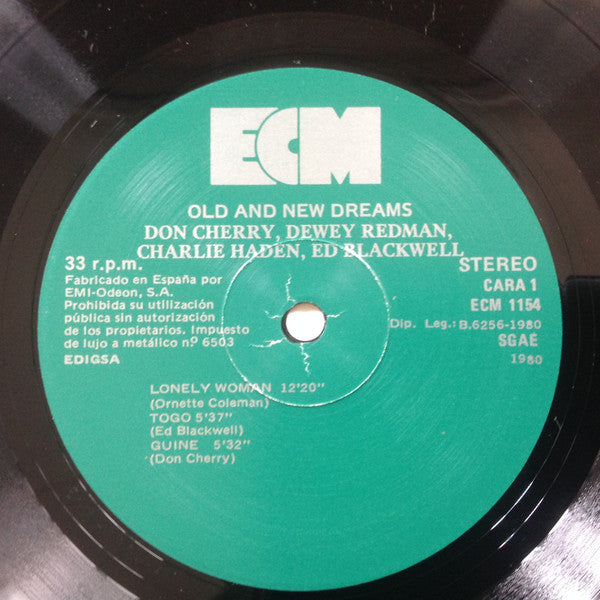 ECM
OLD AND NEW DREAMS
DON CHERRY, DEWEY REDMAN,
CHARLIE HADEN, ED BLACKWELL
33 r.p.m.
Fabricado en España por
EMI-Odeon, S.A.
Prohibida su utilización
pública sin autorización
de los propietarios. Impuesto
de lujo a metálico nº 6503
EDIGSA
STEREO
CARA 1
ECM 1154
Dip. Leg.: B.6256-1980
SGAE
1980
LONELY WOMAN 12'20"
(Ornette Coleman)
TOGO 5'37"
(Ed Blackwell)
GUINE 5'32"
(Don Cherry)